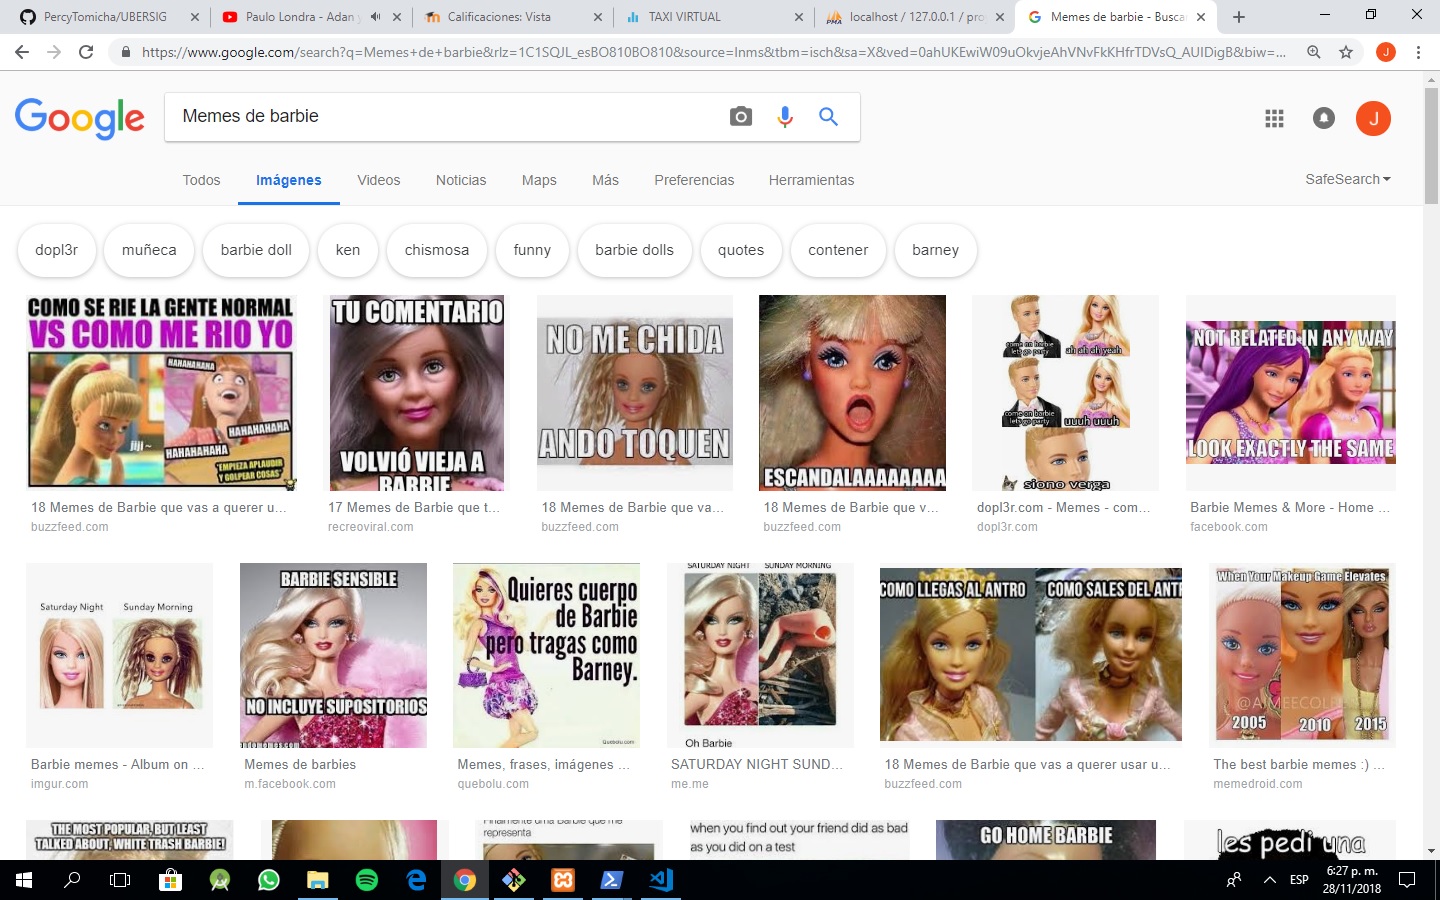 PercyTomicha/UBERSIG
Paulo Londra - Adan y
Calificaciones: Vista
TAXI VIRTUAL
localhost / 127.0.0.1 / pro
Memes de barbie - Busca
https://www.google.com/search?q=Memes+de+barbie&rlz=1C1SQJL_esBO810BO810&source=lnms&tbm=isch&sa=X&ved=0ahUKEwiW09uOkvjeAhVNvFkKHfrTDVsQ_AUIDigB&biw=...
J
Google
Memes de barbie
J
Todos
Imágenes
Videos
Noticias
Maps
Más
Preferencias
Herramientas
SafeSearch
dopl3r
muñeca
barbie doll
ken
chismosa
funny
barbie dolls
quotes
contener
barney
COMO SE RIE LA GENTE NORMAL
VS COMO ME RIO YO
HAHAHAHA
jiji~
HAHAHAHA
HAHAHAHA
*EMPIEZA APLAUDIR
Y GOLPEAR COSAS*
18 Memes de Barbie que vas a querer u...
buzzfeed.com
TU COMENTARIO
VOLVIÓ VIEJA A
BARBIE
17 Memes de Barbie que t...
recreoviral.com
NO ME CHIDA
ANDO TOQUEN
18 Memes de Barbie que va...
buzzfeed.com
ESCANDALAAAAAAAA
18 Memes de Barbie que v...
buzzfeed.com
come on barbie
lets go party
ah ah ah yeah
come on barbie
lets go party
uuuh uuuh
siono verga
dopl3r.com - Memes - com...
dopl3r.com
NOT RELATED IN ANY WAY
LOOK EXACTLY THE SAME
Barbie Memes & More - Home ...
facebook.com
Saturday Night
Sunday Morning
Barbie memes - Album on ...
imgur.com
BARBIE SENSIBLE
NO INCLUYE SUPOSITORIOS
Memes de barbies
m.facebook.com
Quieres cuerpo
de Barbie
pero tragas como
Barney.
Quebolu.com
Memes, frases, imágenes ...
quebolu.com
SATURDAY NIGHT
SUNDAY MORNING
Oh Barbie
SATURDAY NIGHT SUND...
me.me
COMO LLEGAS AL ANTRO
COMO SALES DEL ANTR
18 Memes de Barbie que vas a querer usar u...
buzzfeed.com
When Your Makeup Game Elevates
2005
2010
2015
The best barbie memes :) ...
memedroid.com
THE MOST POPULAR, BUT LEAST
TALKED ABOUT, WHITE TRASH BARBIE!
Finalmente una Barbie que me
representa
when you find out your friend did as bad
as you did on a test
GO HOME BARBIE
les pedi una
PMA
ESP
6:27 p. m.
28/11/2018